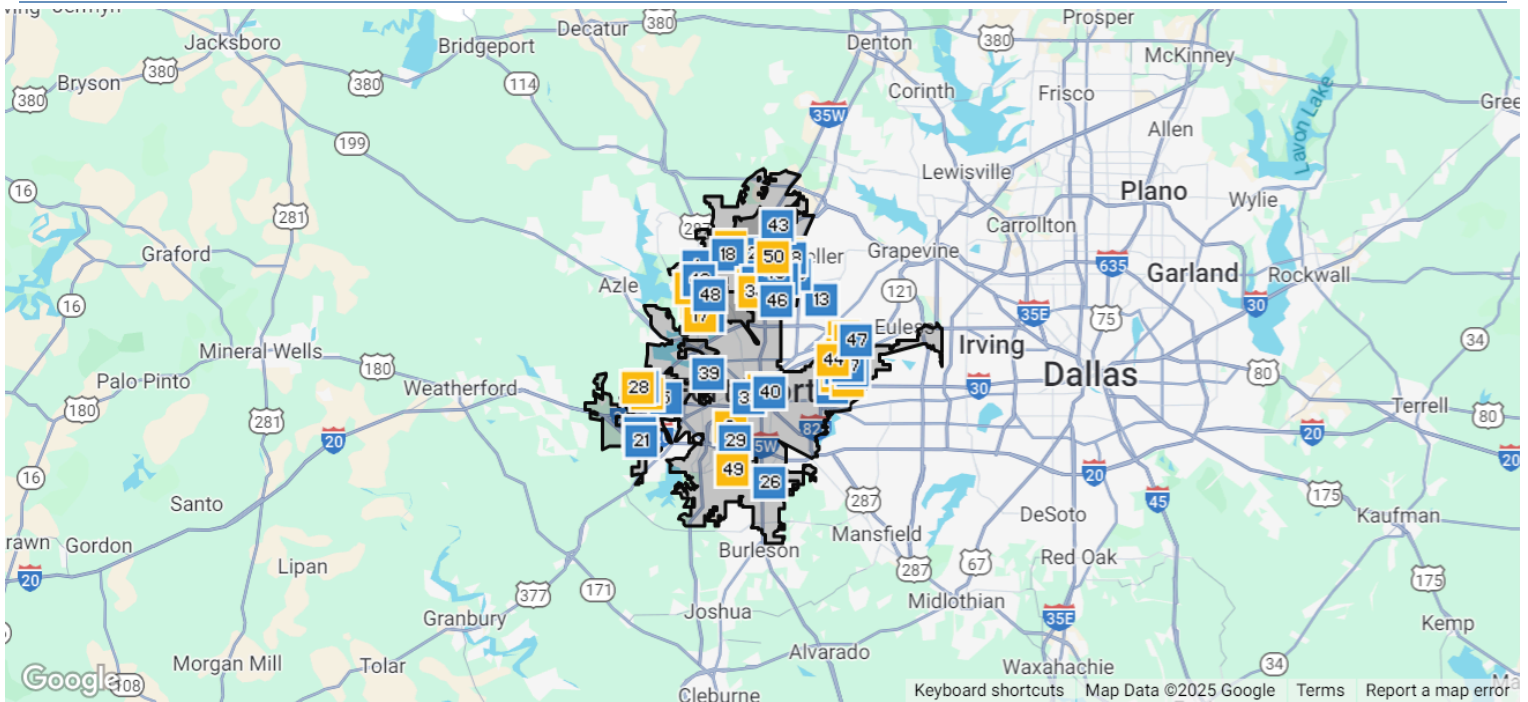 Prosper
380
Decatur
Denton
Jacksboro
Bridgeport
380
McKinney
380
380
114
Bryson
Corinth
Frisco
380
35W
Allen
Lavon Lake
199
Lewisville
16
Plano
Wylie
281
287
43
Carrollton
Graford
18
50
Grapevine
635
Garland
Rockwall
Azle
48
46
13
121
30
16
17
Euless
35E
75
47
Irving
34
Mineral Wells
44
180
39
Dallas
Palo Pinto
Weatherford
28
40
30
80
180
Terrell
281
21
29
82
20
80
20
20
16
49
26
20
Santo
287
45
175
DeSoto
Mansfield
Kaufman
Gordon
Burleson
Red Oak
20
Lipan
287
67
175
377
171
Midlothian
Granbury
Joshua
35E
Kemp
Morgan Mill
Tolar
Alvarado
Waxahachie
34
Google
108
Cleburne
Keyboard shortcuts Map Data ©2025 Google Terms Report a map error